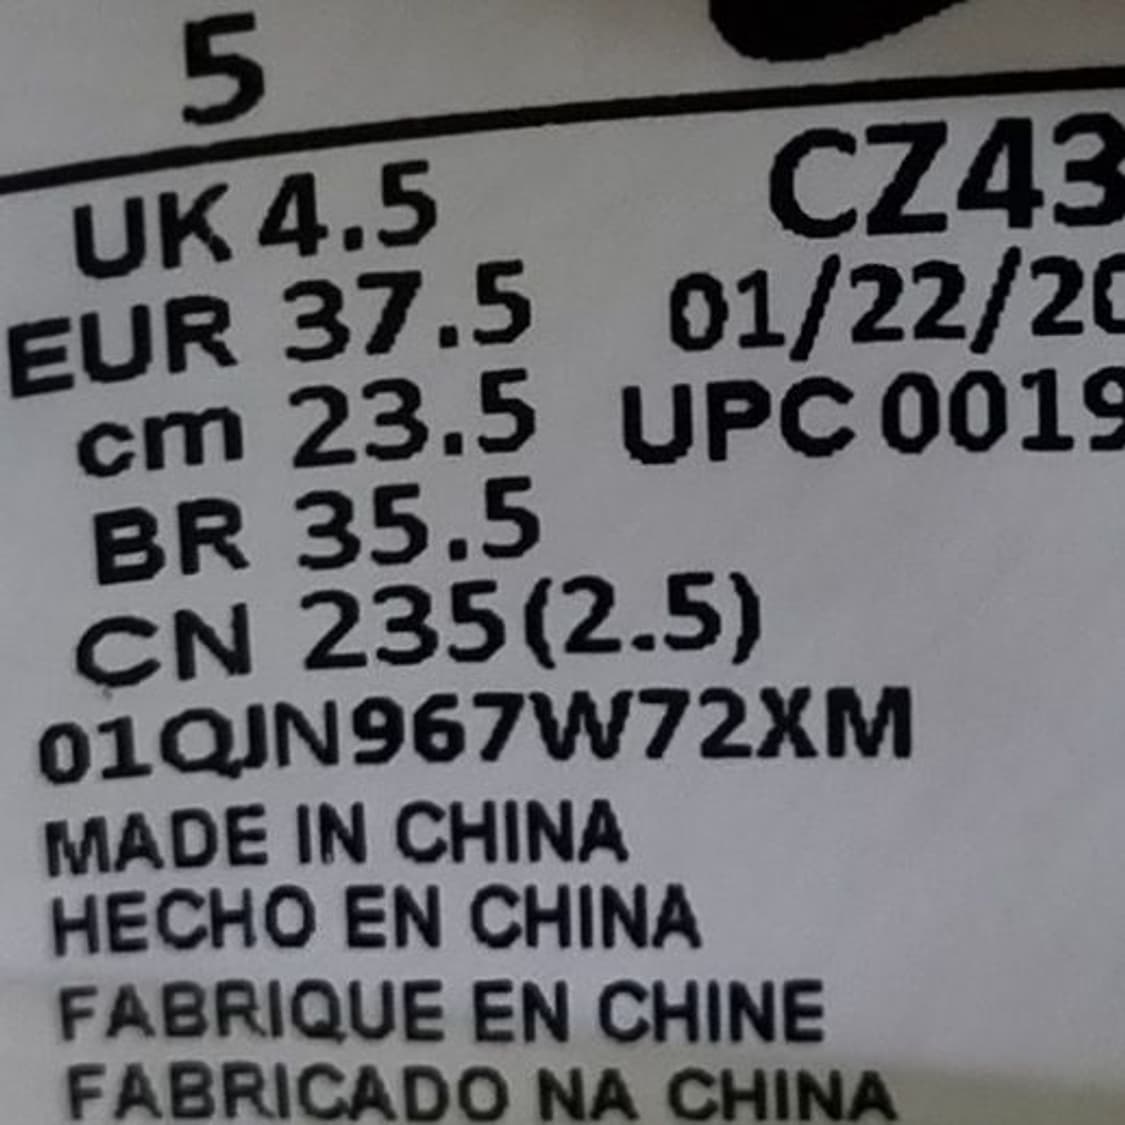 5
UK 4.5 CZ43
EUR 37.5 01/22/20
cm 23.5 UPC 0019
BR 35.5
CN 235(2.5)
01QJN967W72XM
MADE IN CHINA
HECHO EN CHINA
FABRIQUE EN CHINE
FABRICADO NA CHINA